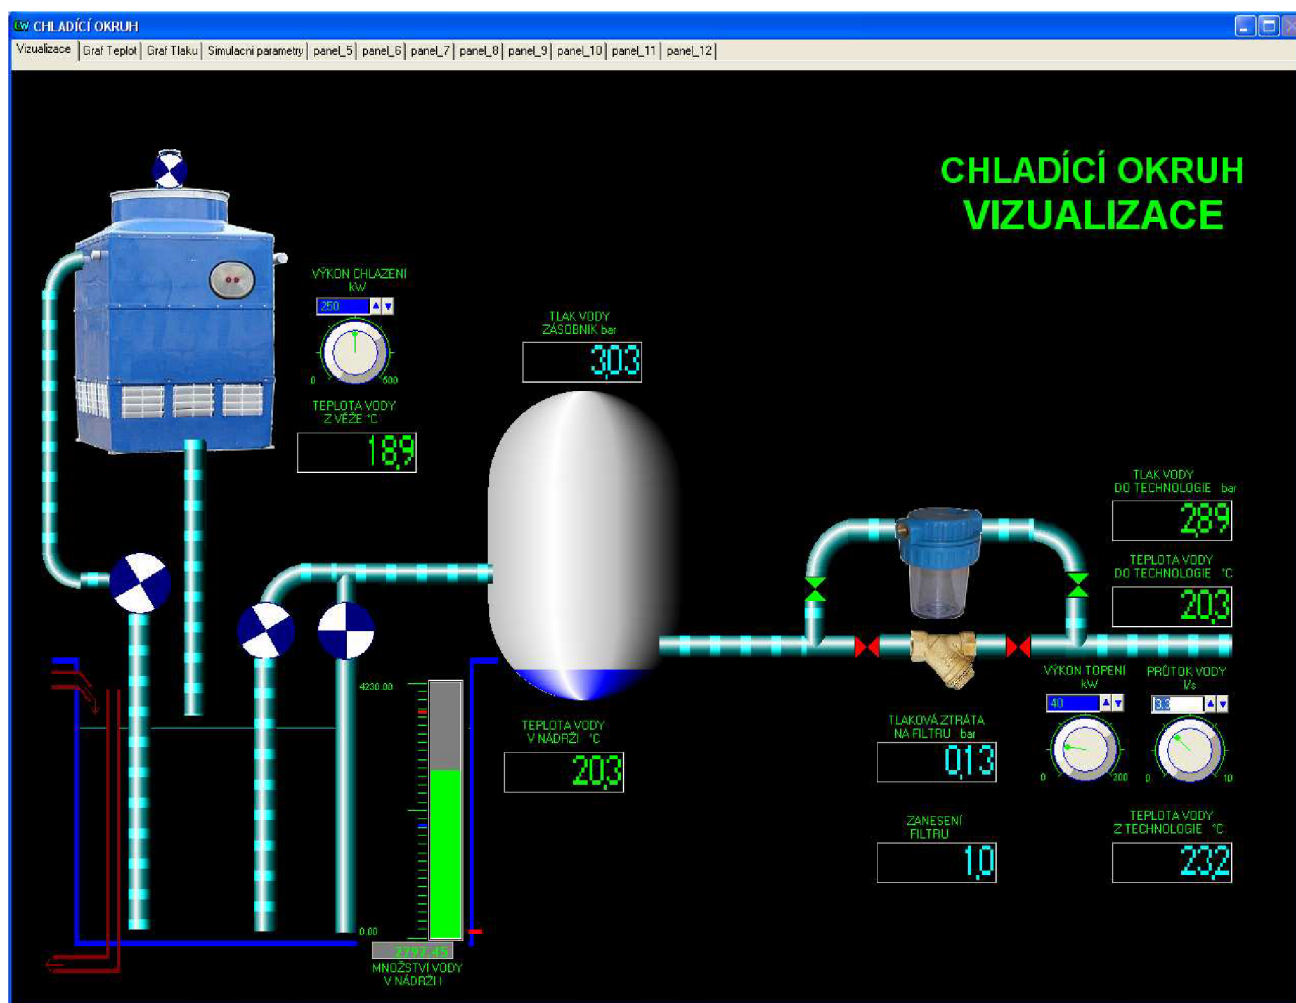 CHLADÍCÍ OKRUH
Vizualizace Graf Teplot Graf Tlaku Simulacni parametry panel_5 panel_6 panel_7 panel_8 panel_9 panel_10 panel_11 panel_12
CHLADÍCÍ OKRUH
VIZUALIZACE
VÝKON CHLAZENÍ
kW
250
0 500
TEPLOTA VODY
Z VĚŽE °C
18,9
TLAK VODY
ZÁSOBNÍK bar
3,03
TLAK VODY
DO TECHNOLOGIE bar
2,89
TEPLOTA VODY
DO TECHNOLOGIE °C
20,3
VÝKON TOPENÍ
kW
40
0 200
PRŮTOK VODY
l/s
3,3
0 10
4230.00
0.00
2797.45
MNOŽSTVÍ VODY
V NÁDRŽI l
TEPLOTA VODY
V NÁDRŽI °C
20,3
TLAKOVÁ ZTRÁTA
NA FILTRU bar
0,13
ZANESENÍ
FILTRU
1,0
TEPLOTA VODY
Z TECHNOLOGIE °C
23,2